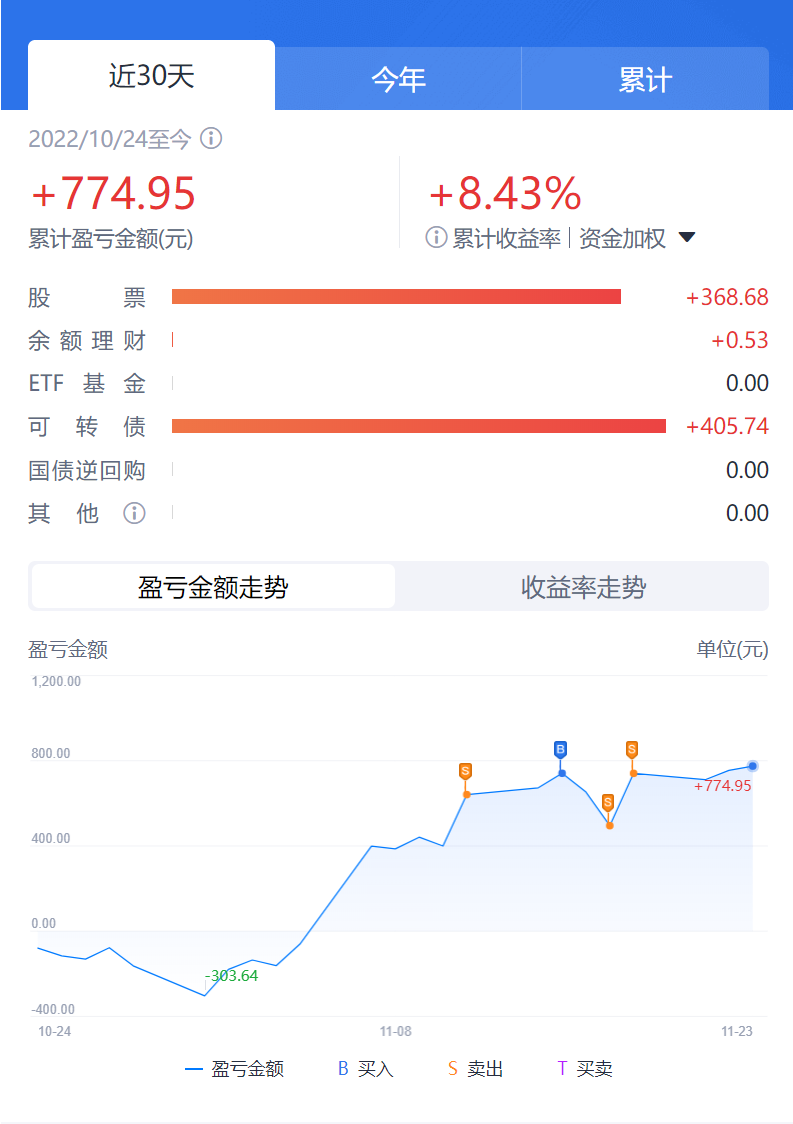 近30天 今年 累计
2022/10/24至今
+774.95 +8.43%
累计盈亏金额(元) 累计收益率 | 资金加权
股票 +368.68
余额理财 +0.53
ETF基金 0.00
可转债 +405.74
国债逆回购 0.00
其他 0.00
盈亏金额走势 收益率走势
盈亏金额 单位(元)
1,200.00
800.00
400.00
0.00
-400.00
S
B
S
S
+774.95
-303.64
10-24 11-08 11-23
盈亏金额 B 买入 S 卖出 T 买卖